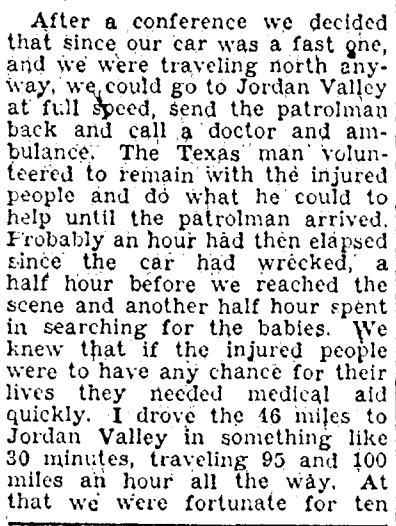 After a conference we decided
that since our car was a fast one,
and we were traveling north any-
way, we could go to Jordan Valley
at full speed, send the patrolman
back and call a doctor and am-
bulance. The Texas man volun-
teered to remain with the injured
people and do what he could to
help until the patrolman arrived.
Probably an hour had then elapsed
since the car had wrecked, a
half hour before we reached the
scene and another half hour spent
in searching for the babies. We
knew that if the injured people
were to have any chance for their
lives they needed medical aid
quickly. I drove the 46 miles to
Jordan Valley in something like
30 minutes, traveling 95 and 100
miles an hour all the way. At
that we were fortunate for ten